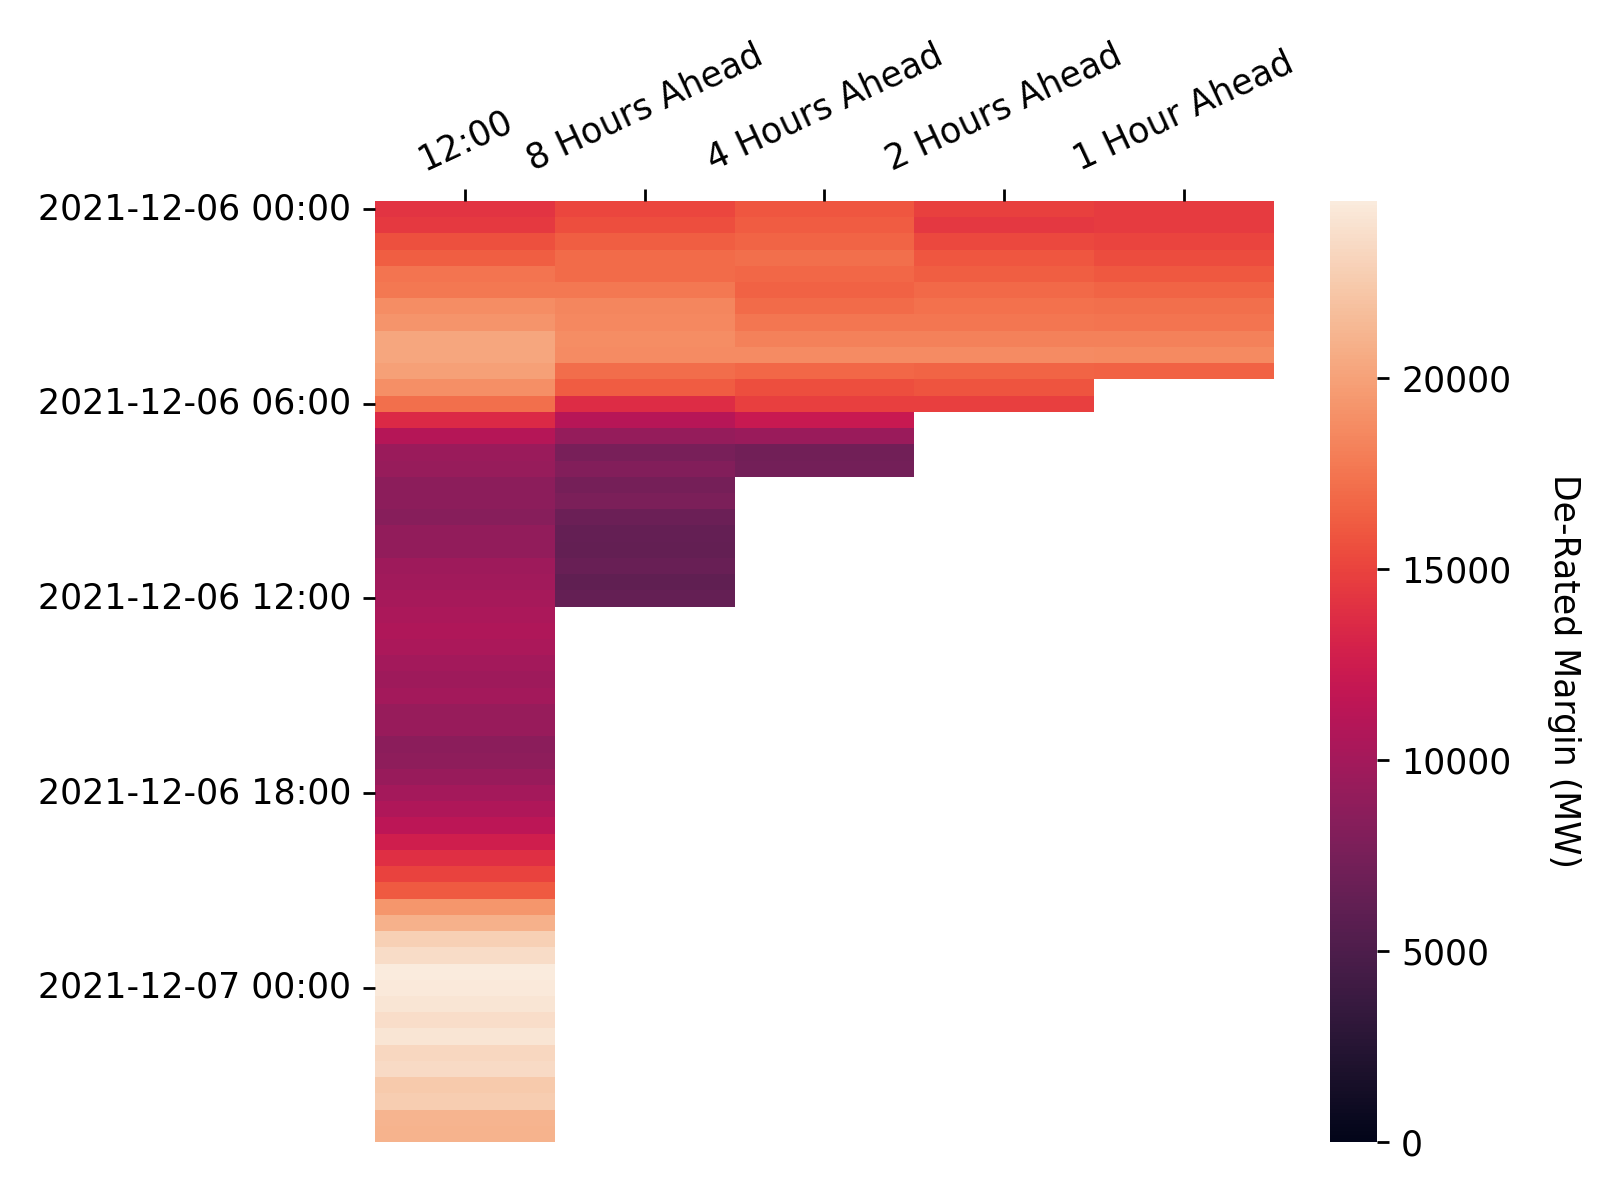 12:00
8 Hours Ahead
4 Hours Ahead
2 Hours Ahead
1 Hour Ahead
2021-12-06 00:00
2021-12-06 06:00
2021-12-06 12:00
2021-12-06 18:00
2021-12-07 00:00
20000
15000
10000
5000
0
De-Rated Margin (MW)